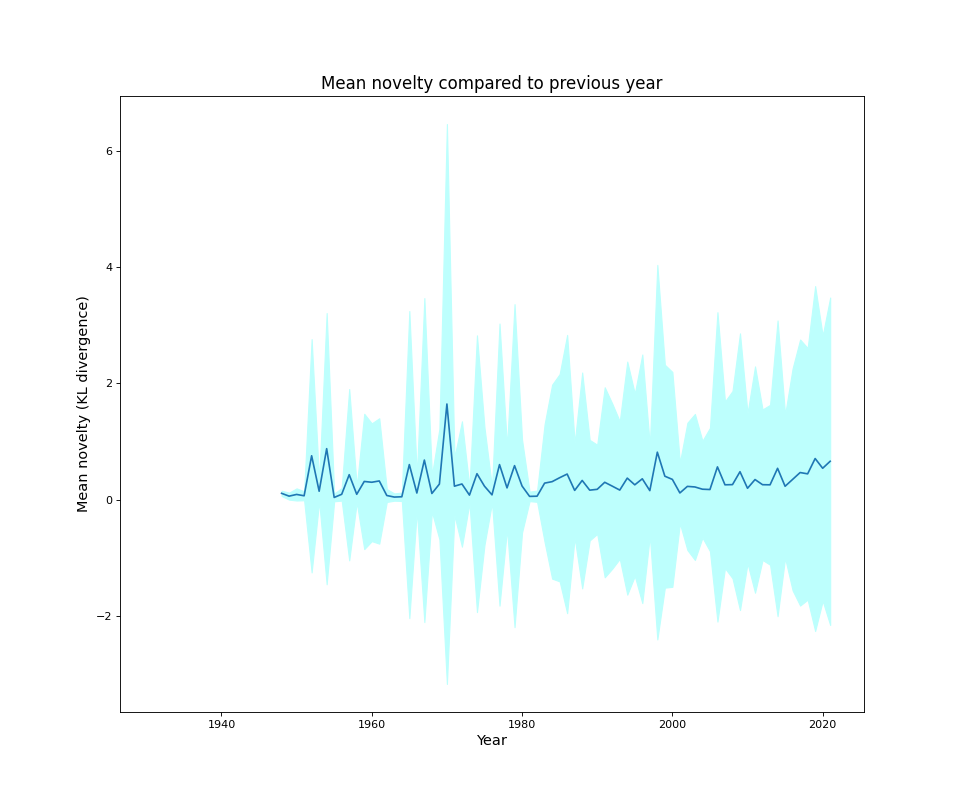 Mean novelty compared to previous year
6
4
2
0
−2
Mean novelty (KL divergence)
1940 1960 1980 2000 2020
Year